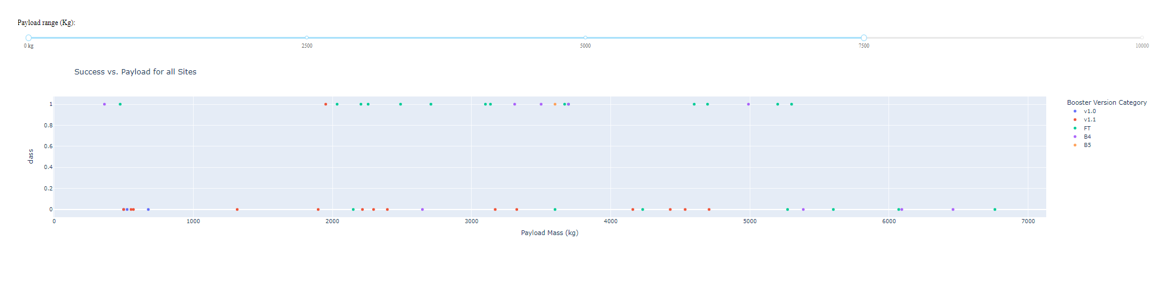 Payload range (Kg):
0 kg 2500 5000 7500 10000
Success vs. Payload for all Sites
Booster Version Category
v1.0
v1.1
FT
B4
B5
class
1
0.8
0.6
0.4
0.2
0
0 1000 2000 3000 4000 5000 6000 7000
Payload Mass (kg)